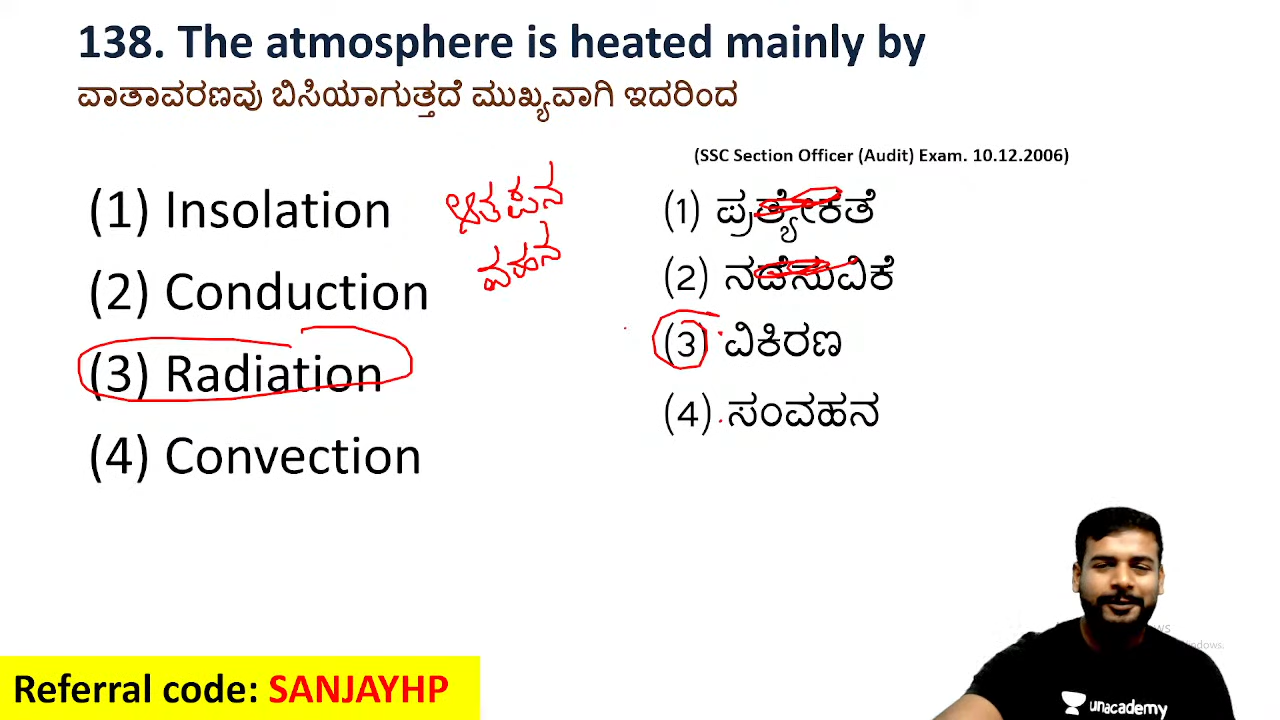 138. The atmosphere is heated mainly by
ವಾತಾವರಣವು ಬಿಸಿಯಾಗುತ್ತದೆ ಮುಖ್ಯವಾಗಿ ಇದರಿಂದ
(SSC Section Officer (Audit) Exam. 10.12.2006)
(1) Insolation
(2) Conduction
(3) Radiation
(4) Convection
ವಹನ
(1) ಪ್ರತ್ಯೇಕತೆ
(2) ನಡೆಸುವಿಕೆ
(3) ವಿಕಿರಣ
(4) ಸಂವಹನ
ndows.
unacademy
Referral code: SANJAYHP